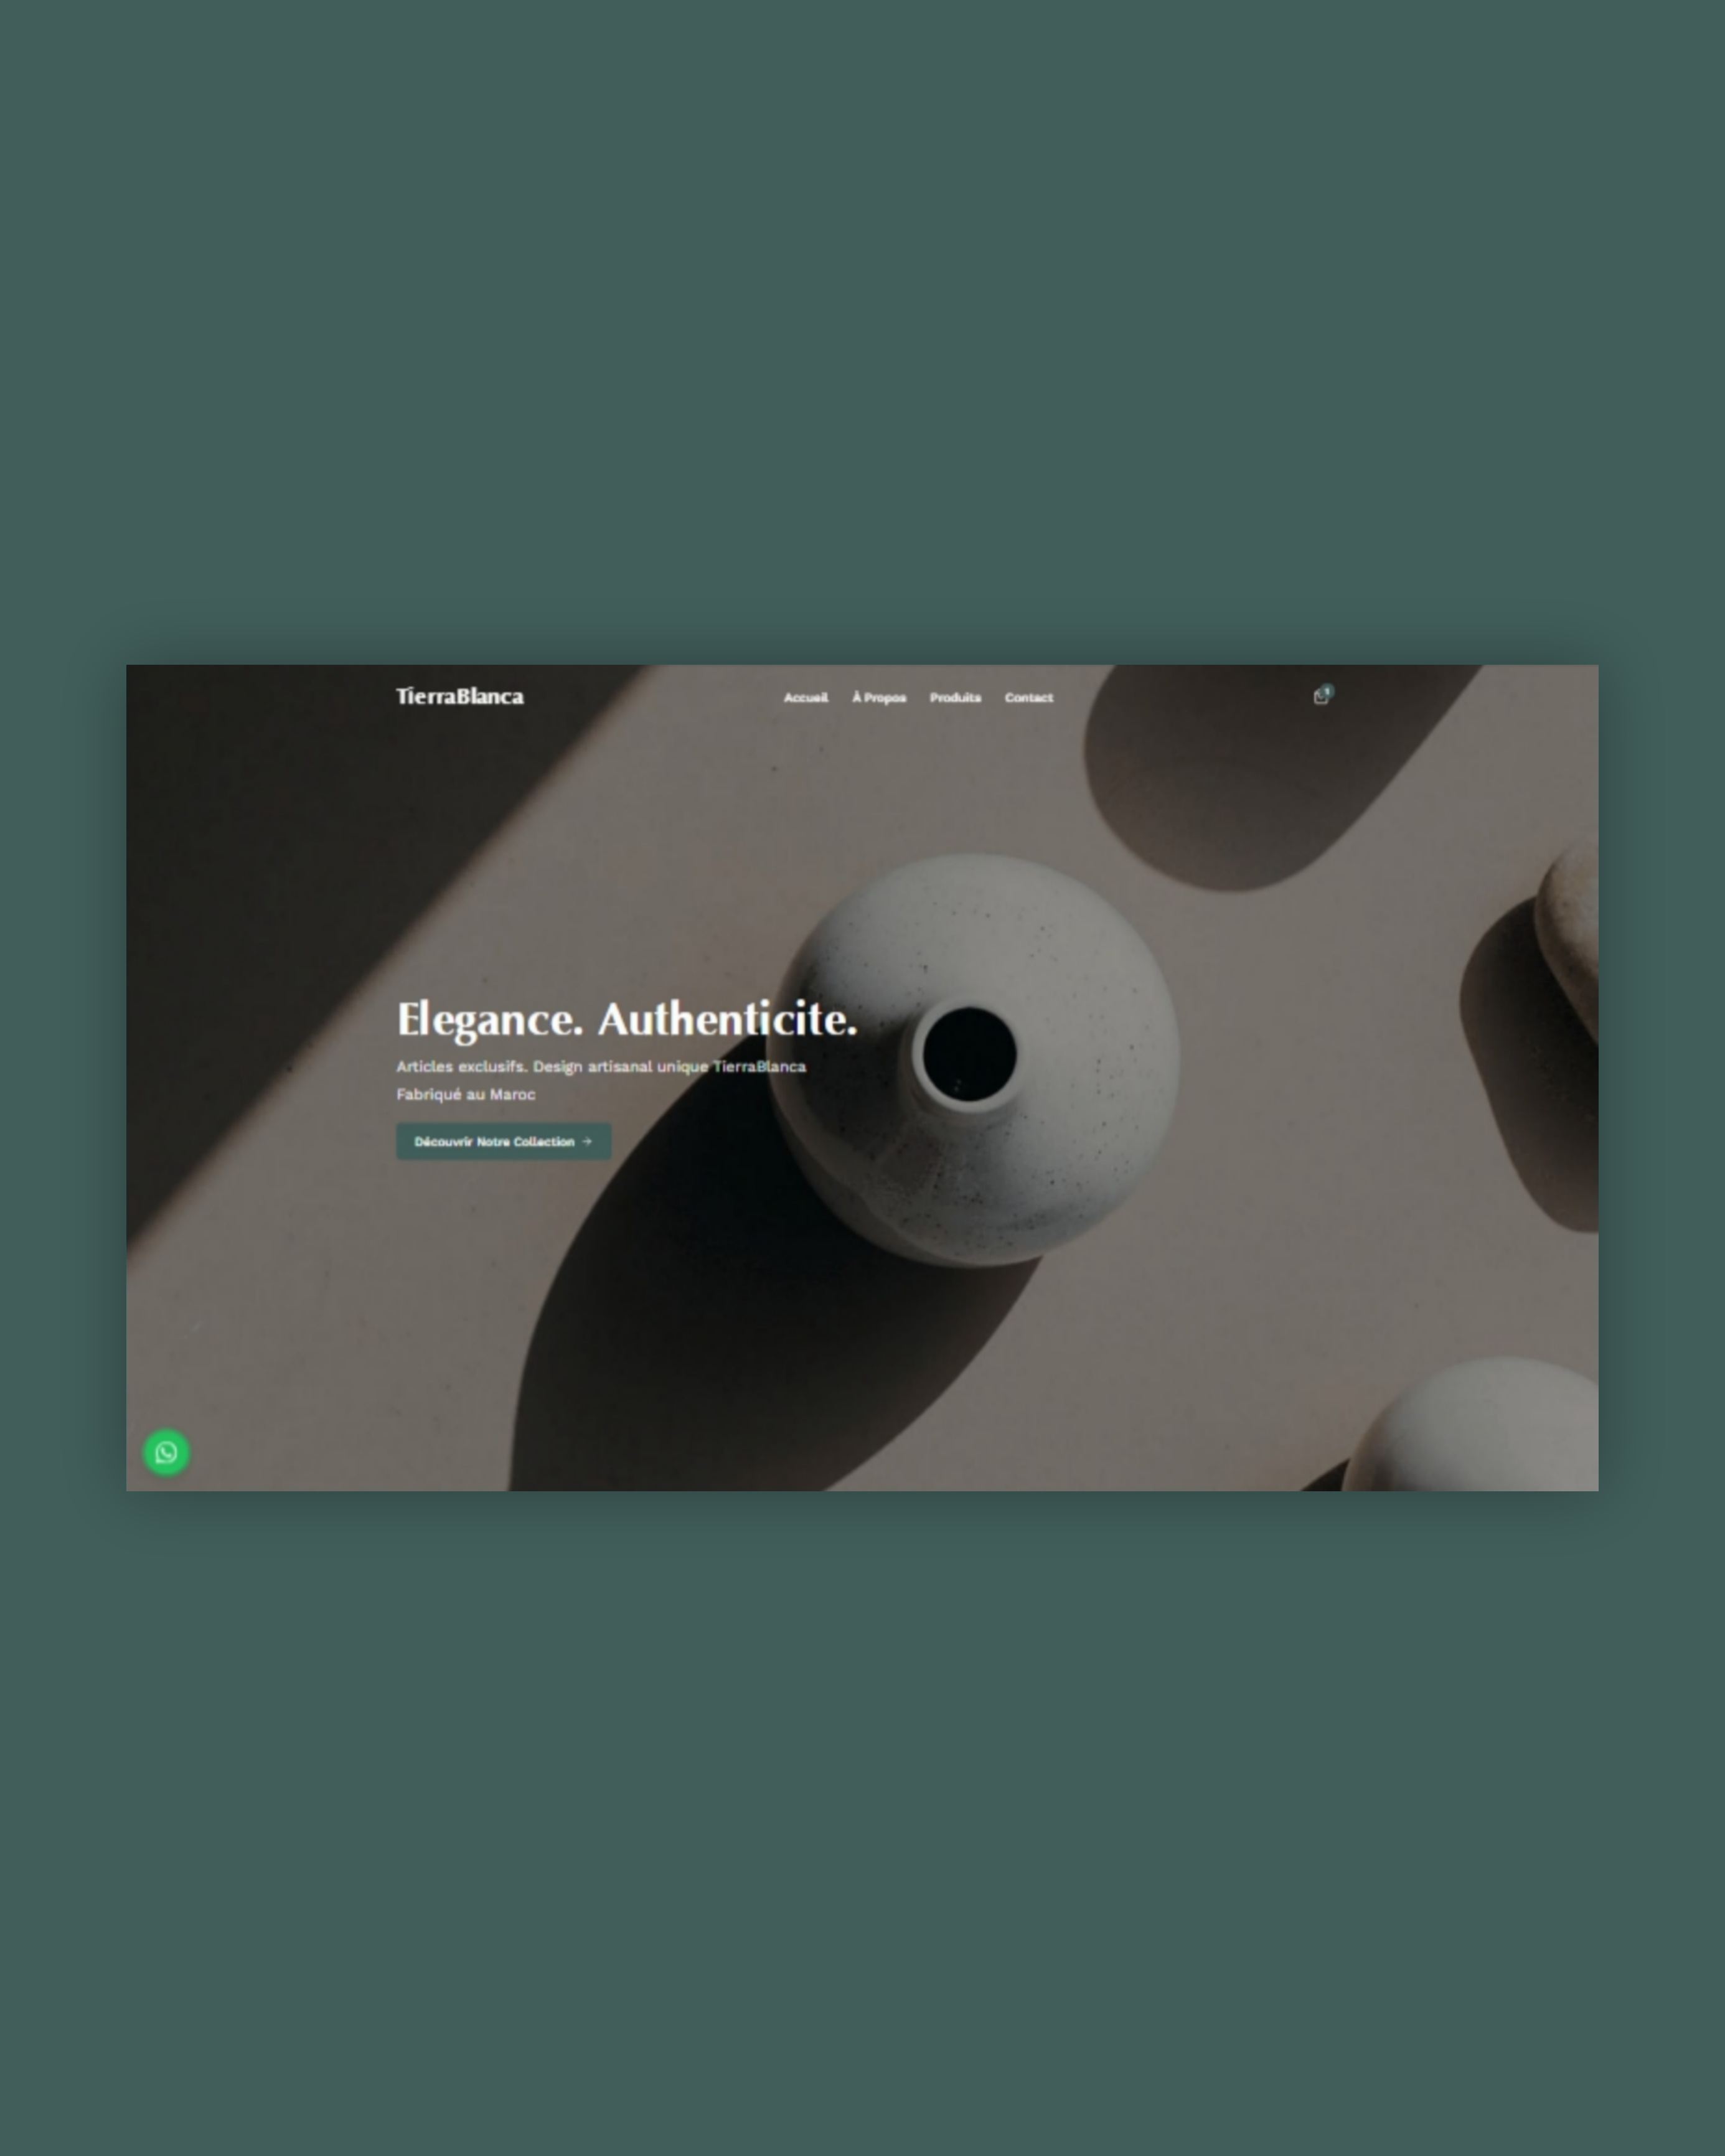 TierraBlanca
Accueil À Propos Produits Contact
Elegance. Authenticite.
Articles exclusifs. Design artisanal unique TierraBlanca
Fabriqué au Maroc
Découvrir Notre Collection →